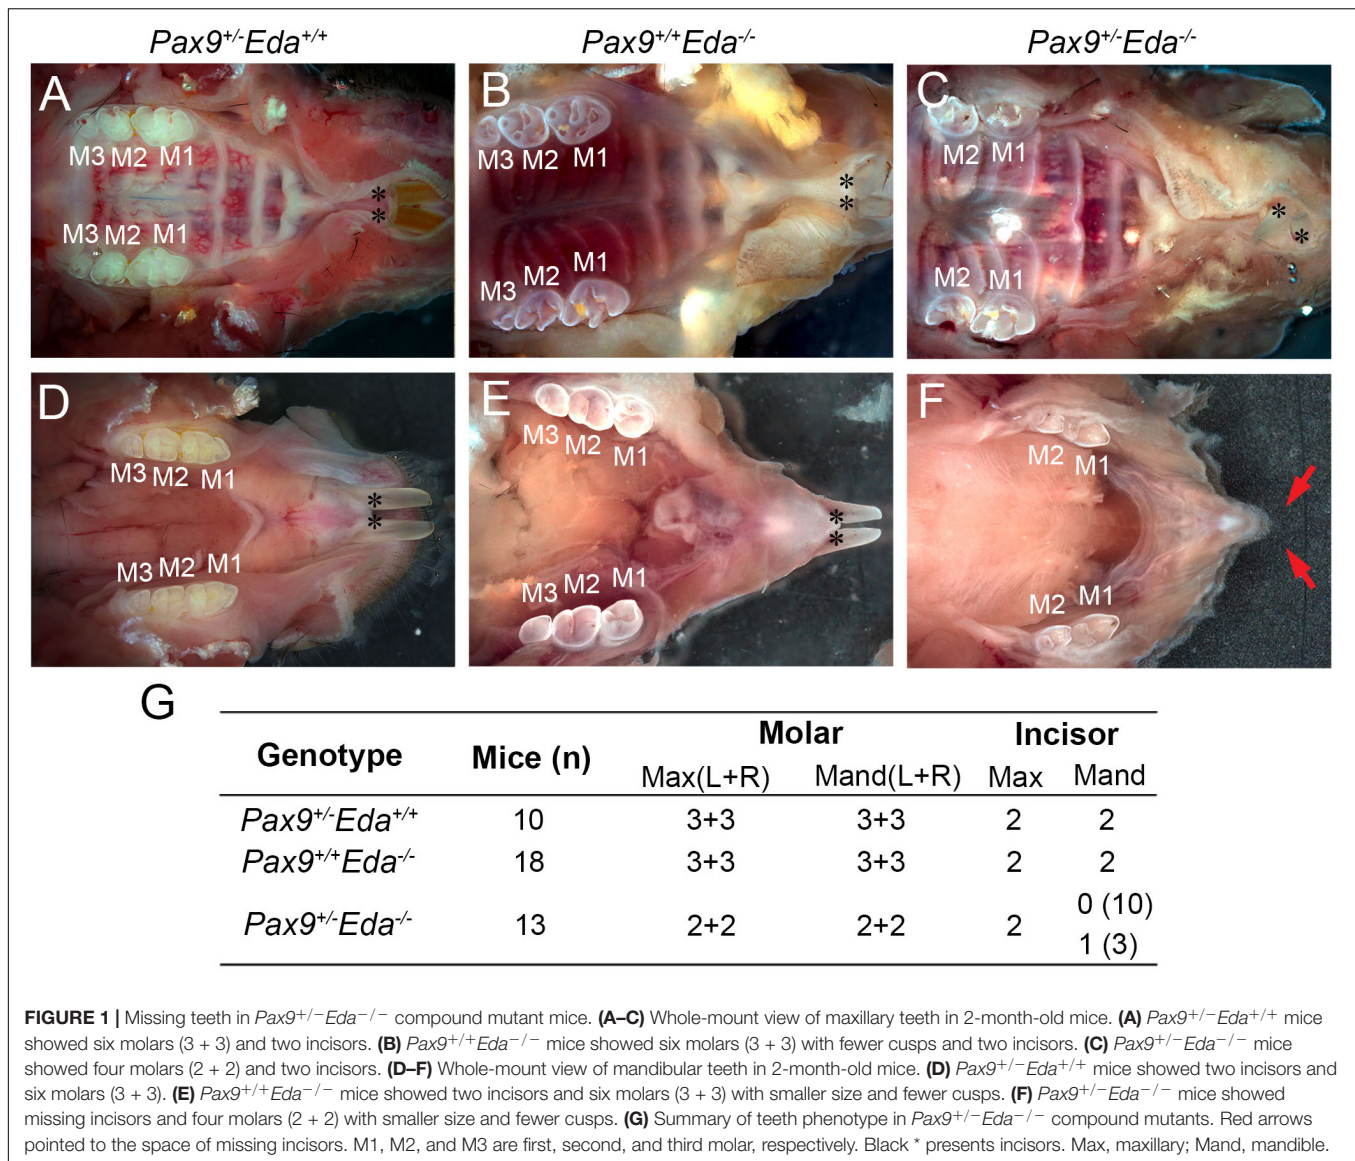 Pax9+/-Eda+/+
Pax9+/+Eda-/-
Pax9+/-Eda-/-
A
M3 M2 M1
* *
M3 M2 M1
B
M3 M2 M1
* *
M3 M2 M1
C
M2 M1
* *
M2 M1
D
M3 M2 M1
* *
M3 M2 M1
E
M3 M2 M1
* *
M3 M2 M1
F
M2 M1
M2 M1
G
Genotype Mice (n) Molar Incisor
Max(L+R) Mand(L+R) Max Mand
Pax9+/-Eda+/+ 10 3+3 3+3 2 2
Pax9+/+Eda-/- 18 3+3 3+3 2 2
Pax9+/-Eda-/- 13 2+2 2+2 2 0 (10)
1 (3)
FIGURE 1 | Missing teeth in Pax9+/−Eda−/− compound mutant mice. (A–C) Whole-mount view of maxillary teeth in 2-month-old mice. (A) Pax9+/−Eda+/+ mice
showed six molars (3 + 3) and two incisors. (B) Pax9+/+Eda−/− mice showed six molars (3 + 3) with fewer cusps and two incisors. (C) Pax9+/−Eda−/− mice
showed four molars (2 + 2) and two incisors. (D–F) Whole-mount view of mandibular teeth in 2-month-old mice. (D) Pax9+/−Eda+/+ mice showed two incisors and
six molars (3 + 3). (E) Pax9+/+Eda−/− mice showed two incisors and six molars (3 + 3) with smaller size and fewer cusps. (F) Pax9+/−Eda−/− mice showed
missing incisors and four molars (2 + 2) with smaller size and fewer cusps. (G) Summary of teeth phenotype in Pax9+/−Eda−/− compound mutants. Red arrows
pointed to the space of missing incisors. M1, M2, and M3 are first, second, and third molar, respectively. Black * presents incisors. Max, maxillary; Mand, mandible.